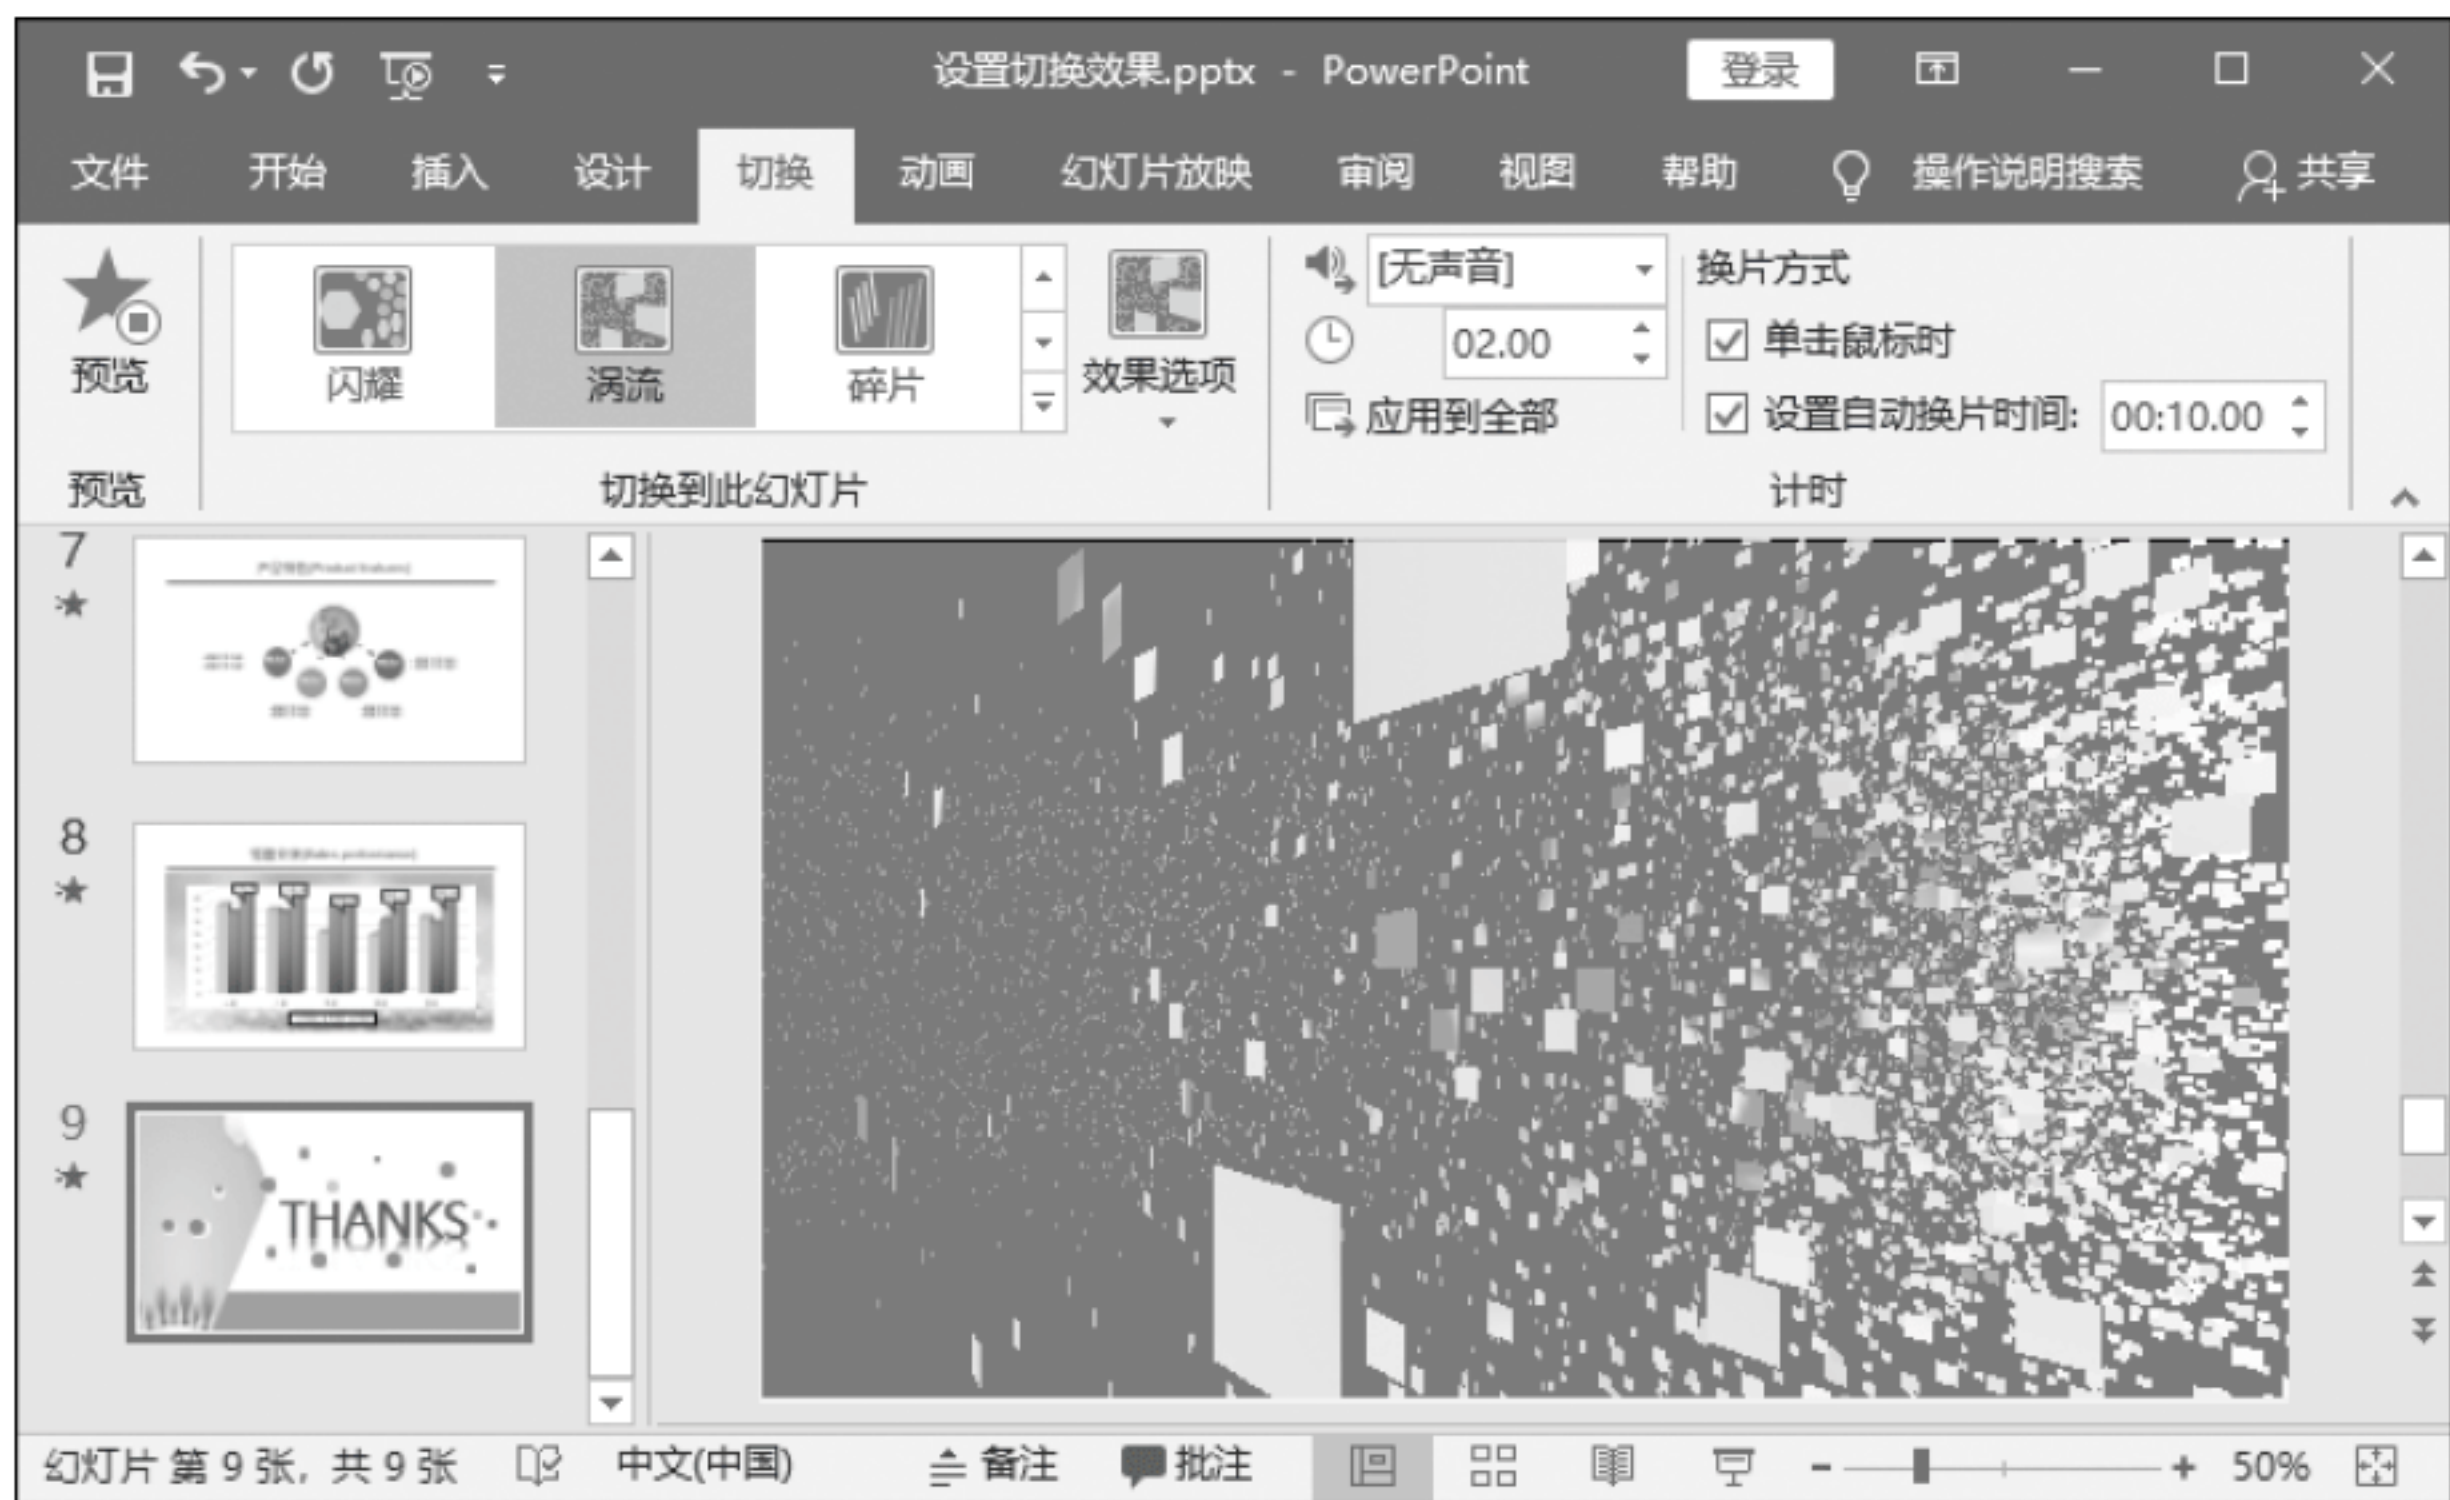 设置切换效果.pptx - PowerPoint 登录
文件 开始 插入 设计 切换 动画 幻灯片放映 审阅 视图 帮助 操作说明搜索 共享
预览
闪耀 涡流 碎片
效果选项
[无声音]
02.00
应用到全部
换片方式
单击鼠标时
设置自动换片时间: 00:10.00
预览 切换到此幻灯片 计时
7
8
9
THANKS
幻灯片 第 9 张, 共 9 张 中文(中国) 备注 批注 50%